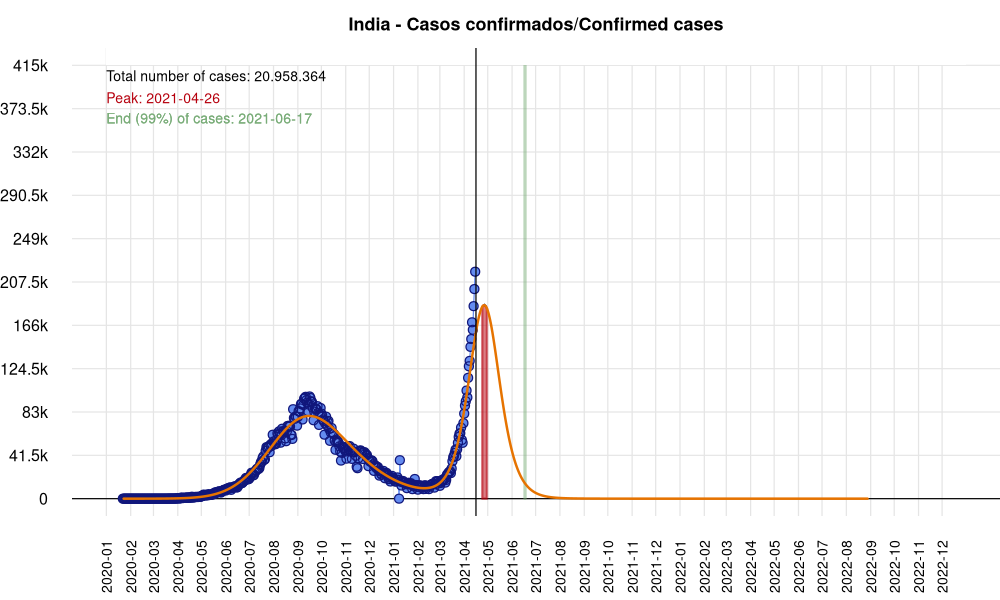 India - Casos confirmados/Confirmed cases
Total number of cases: 20.958.364
Peak: 2021-04-26
End (99%) of cases: 2021-06-17
415k
373.5k
332k
290.5k
249k
207.5k
166k
124.5k
83k
41.5k
0
2020-01
2020-02
2020-03
2020-04
2020-05
2020-06
2020-07
2020-08
2020-09
2020-10
2020-11
2020-12
2021-01
2021-02
2021-03
2021-04
2021-05
2021-06
2021-07
2021-08
2021-09
2021-10
2021-11
2021-12
2022-01
2022-02
2022-03
2022-04
2022-05
2022-06
2022-07
2022-08
2022-09
2022-10
2022-11
2022-12